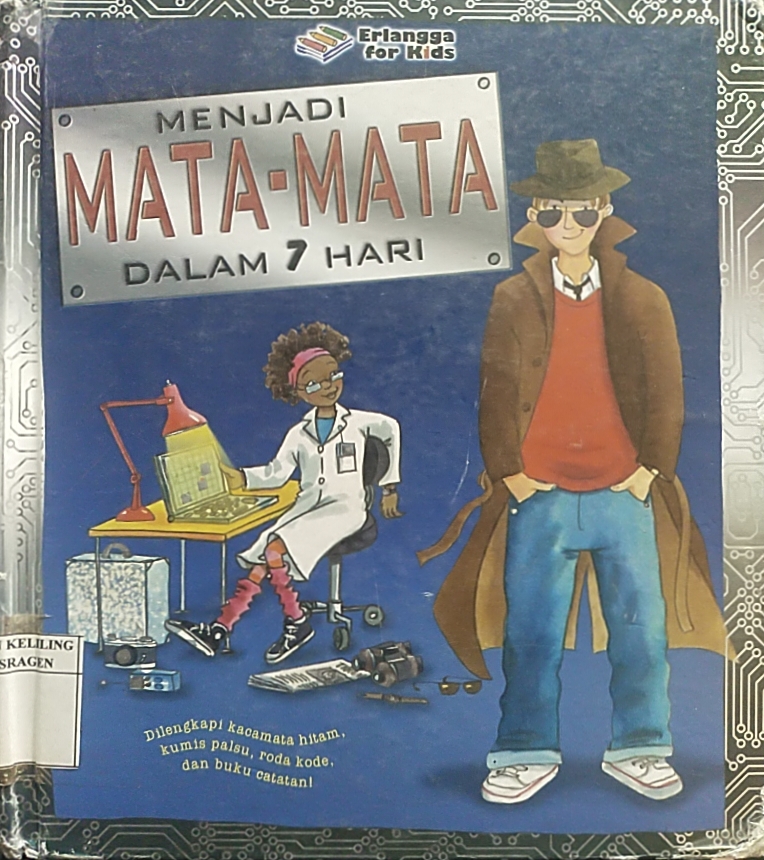 Erlangga
for Kids
MENJADI
MATA-MATA
DALAM 7 HARI
KELILING
SRAGEN
Dilengkapi kacamata hitam,
kumis palsu, roda kode,
dan buku catatan!